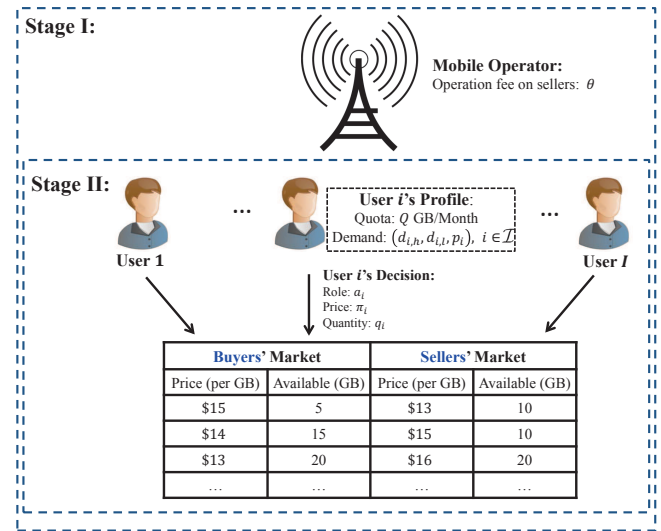 Stage I:
Mobile Operator:
Operation fee on sellers: θ
Stage II:
User i's Profile:
Quota: Q GB/Month
Demand: (d_{i,h}, d_{i,l}, p_i), i ∈ ℐ
...
...
User 1
User I
User i's Decision:
Role: a_i
Price: π_i
Quantity: q_i
Buyers' Market Sellers' Market
Price (per GB) Available (GB) Price (per GB) Available (GB)
$15 5 $13 10
$14 15 $15 10
$13 20 $16 20
... ... ... ...